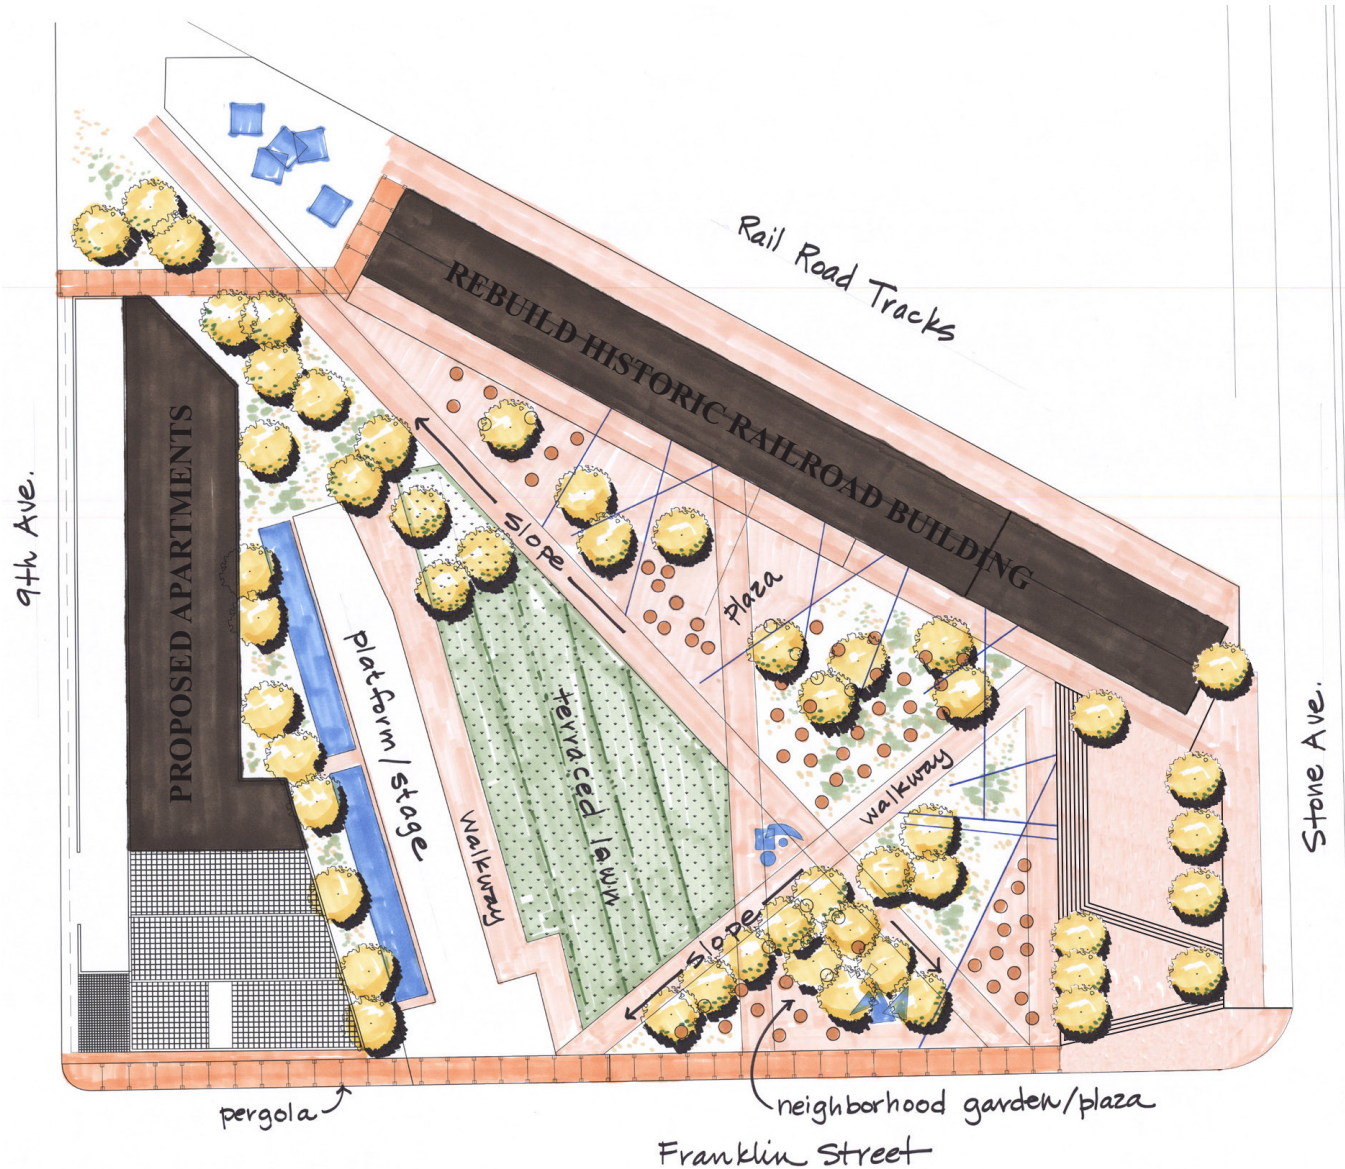 Rail Road Tracks
REBUILD HISTORIC RAILROAD BUILDING
9th Ave.
PROPOSED APARTMENTS
slope
plaza
platform/stage
terraced lawn
walkway
walkway
Stone Ave.
slope
pergola
neighborhood garden/plaza
Franklin Street